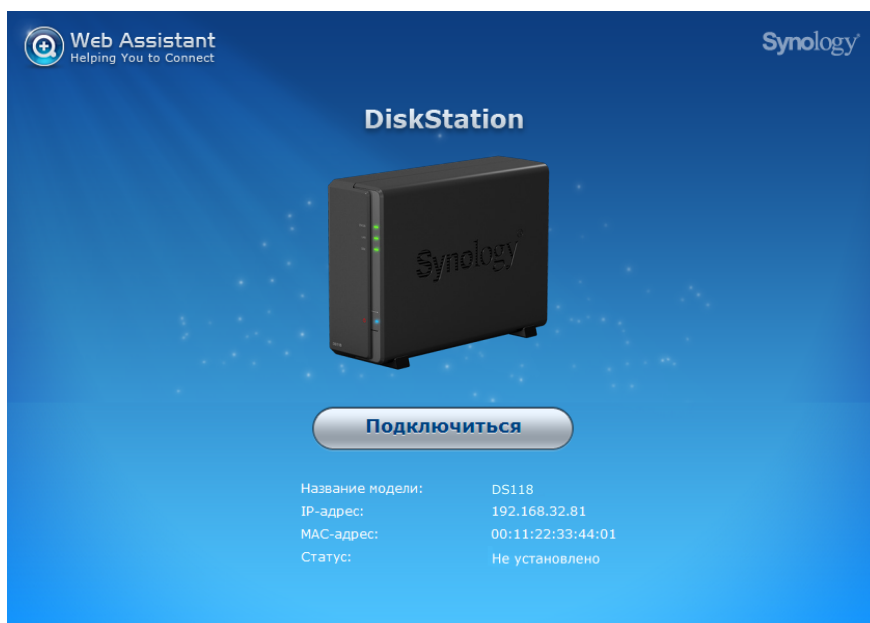 Web Assistant
Helping You to Connect
Synology
DiskStation
Synology
Подключиться
Название модели: DS118
IP-адрес: 192.168.32.81
MAC-адрес: 00:11:22:33:44:01
Статус: Не установлено